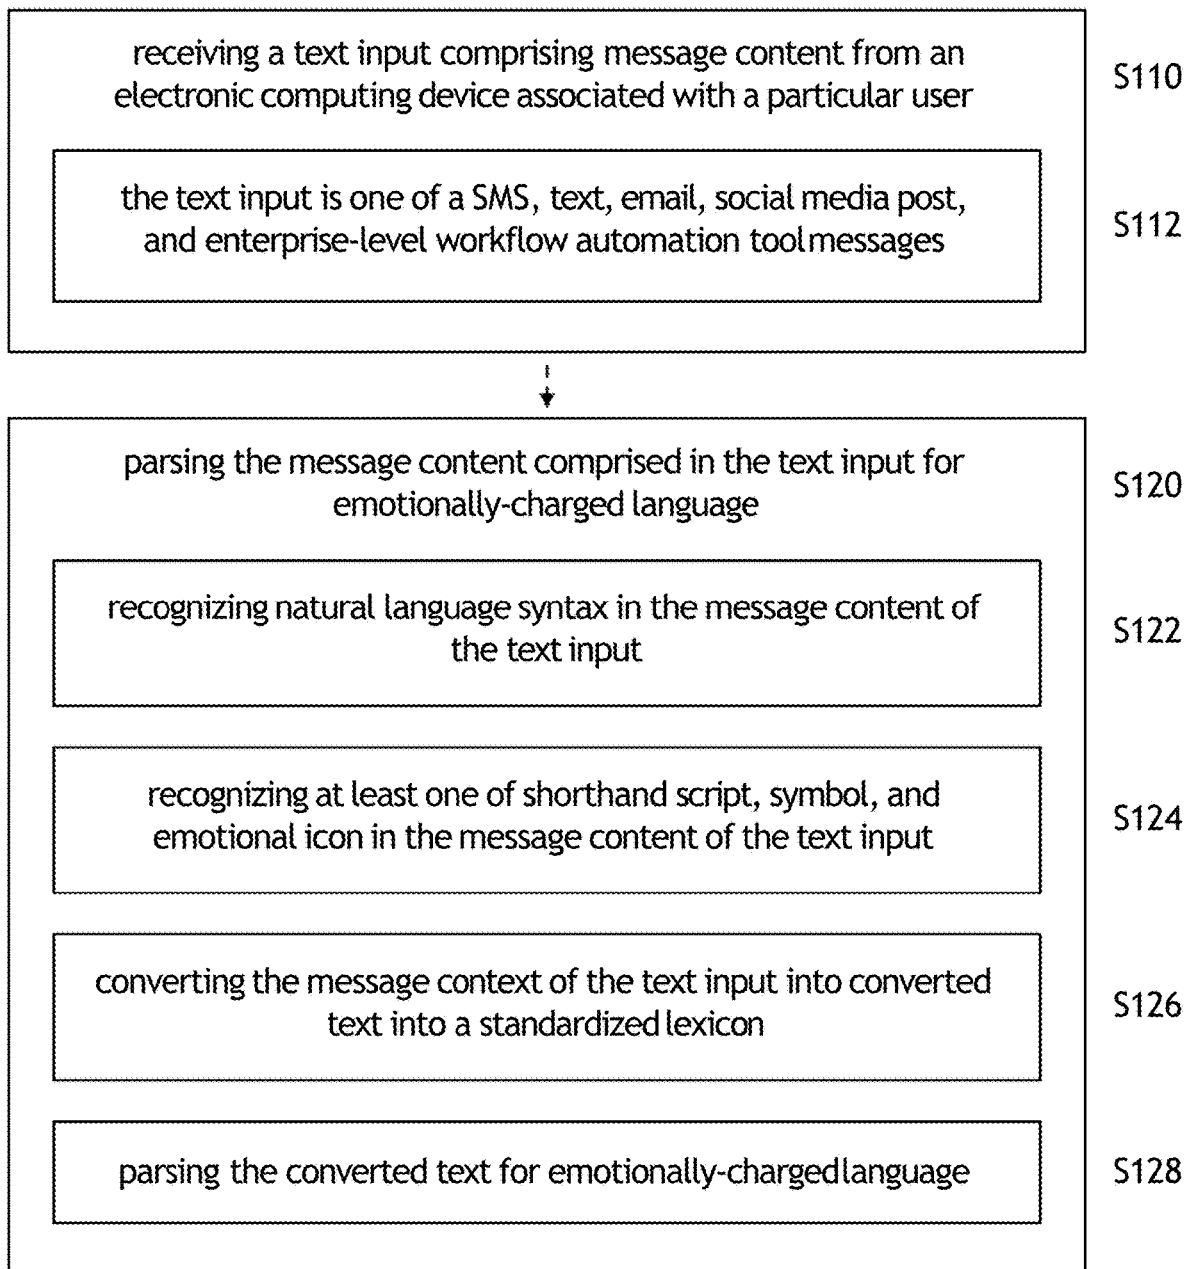 receiving a text input comprising message content from an
electronic computing device associated with a particular user
S110
the text input is one of a SMS, text, email, social media post,
and enterprise-level workflow automation tool messages
S112
parsing the message content comprised in the text input for
emotionally-charged language
S120
recognizing natural language syntax in the message content of
the text input
S122
recognizing at least one of shorthand script, symbol, and
emotional icon in the message content of the text input
S124
converting the message context of the text input into converted
text into a standardized lexicon
S126
parsing the converted text for emotionally-charged language
S128